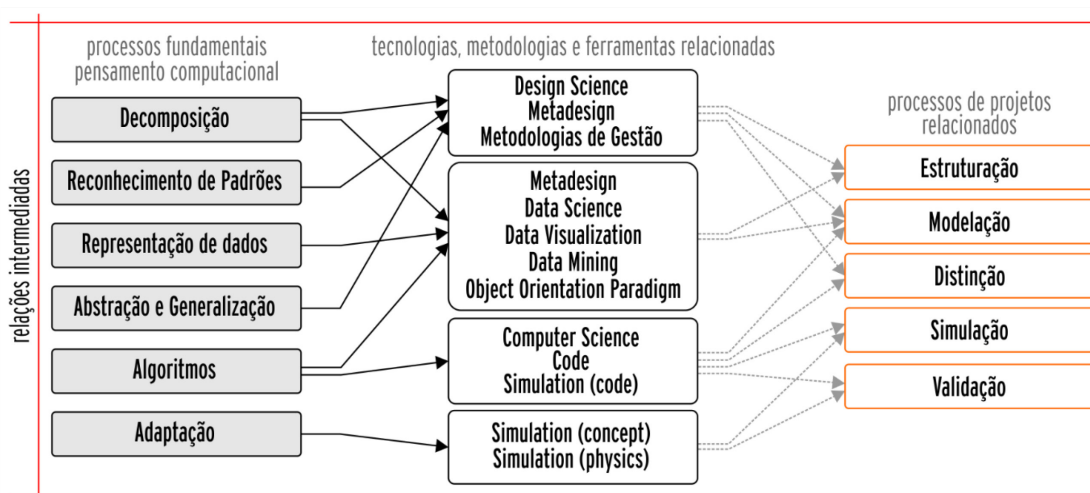 relações intermediadas
processos fundamentais
pensamento computacional
Decomposição
Reconhecimento de Padrões
Representação de dados
Abstração e Generalização
Algoritmos
Adaptação
tecnologias, metodologias e ferramentas relacionadas
Design Science
Metadesign
Metodologias de Gestão
Metadesign
Data Science
Data Visualization
Data Mining
Object Orientation Paradigm
Computer Science
Code
Simulation (code)
Simulation (concept)
Simulation (physics)
processos de projetos
relacionados
Estruturação
Modelação
Distinção
Simulação
Validação